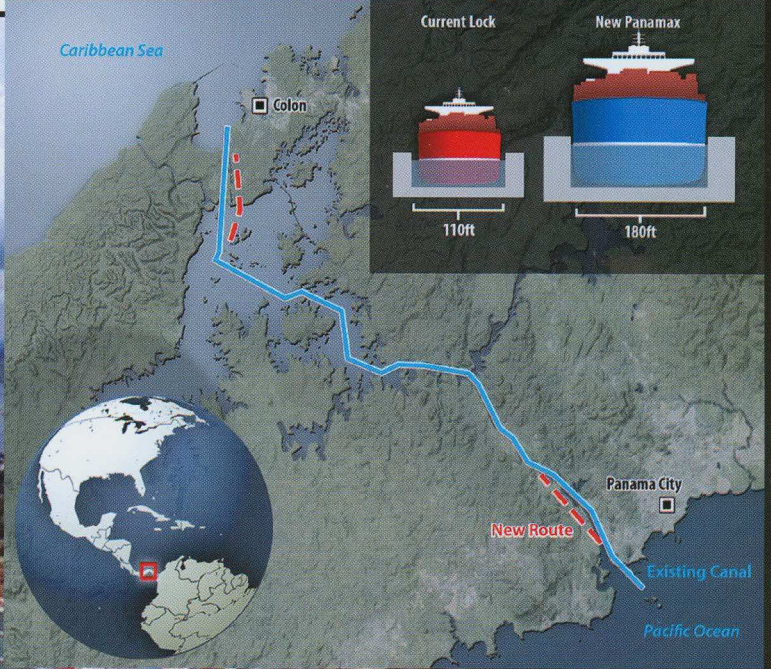 Current Lock
New Panamax
Caribbean Sea
Colon
110ft
180ft
Panama City
New Route
Existing Canal
Pacific Ocean